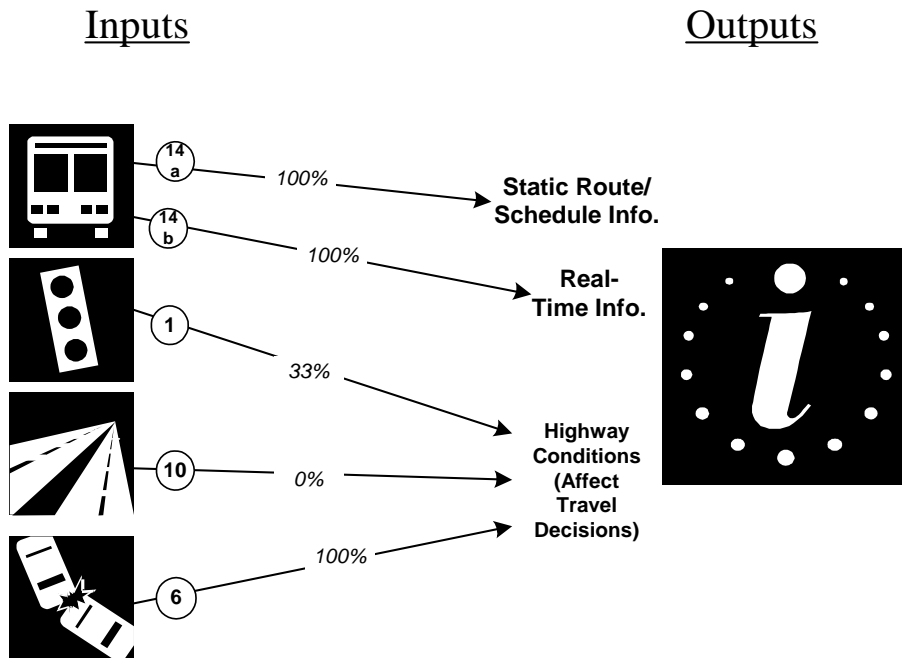 Inputs
Outputs
14
a
100%
Static Route/
Schedule Info.
14
b
100%
Real-
Time Info.
1
33%
Highway
Conditions
(Affect
Travel
Decisions)
10
0%
6
100%
i